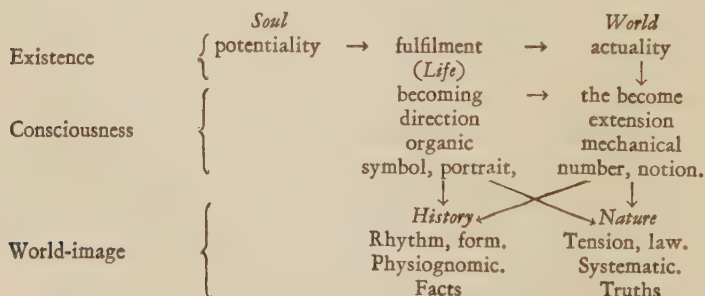 Soul World
Existence { potentiality → fulfilment → actuality
(Life) ↓
Consciousness { becoming → the become
direction extension
organic mechanical
symbol, portrait, number, notion.
History Nature
World-image { Rhythm, form. Tension, law.
Physiognomic. Systematic.
Facts Truths